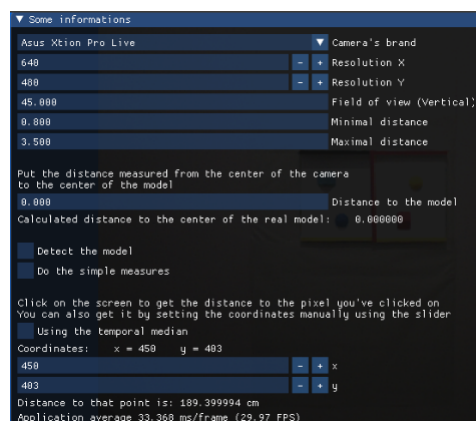 ▼ Some informations
Asus Xtion Pro Live ▼ Camera's brand
640 - + Resolution X
480 - + Resolution Y
45.000 Field of view (Vertical)
0.800 Minimal distance
3.500 Maximal distance
Put the distance measured from the center of the camera
to the center of the model
0.000 Distance to the model
Calculated distance to the center of the real model: 0.000000
Detect the model
Do the simple measures
Click on the screen to get the distance to the pixel you've clicked on
You can also get it by setting the coordinates manually using the slider
Using the temporal median
Coordinates: x = 450 y = 403
450 - + x
403 - + y
Distance to that point is: 189.399994 cm
Application average 33.368 ms/frame (29.97 FPS)